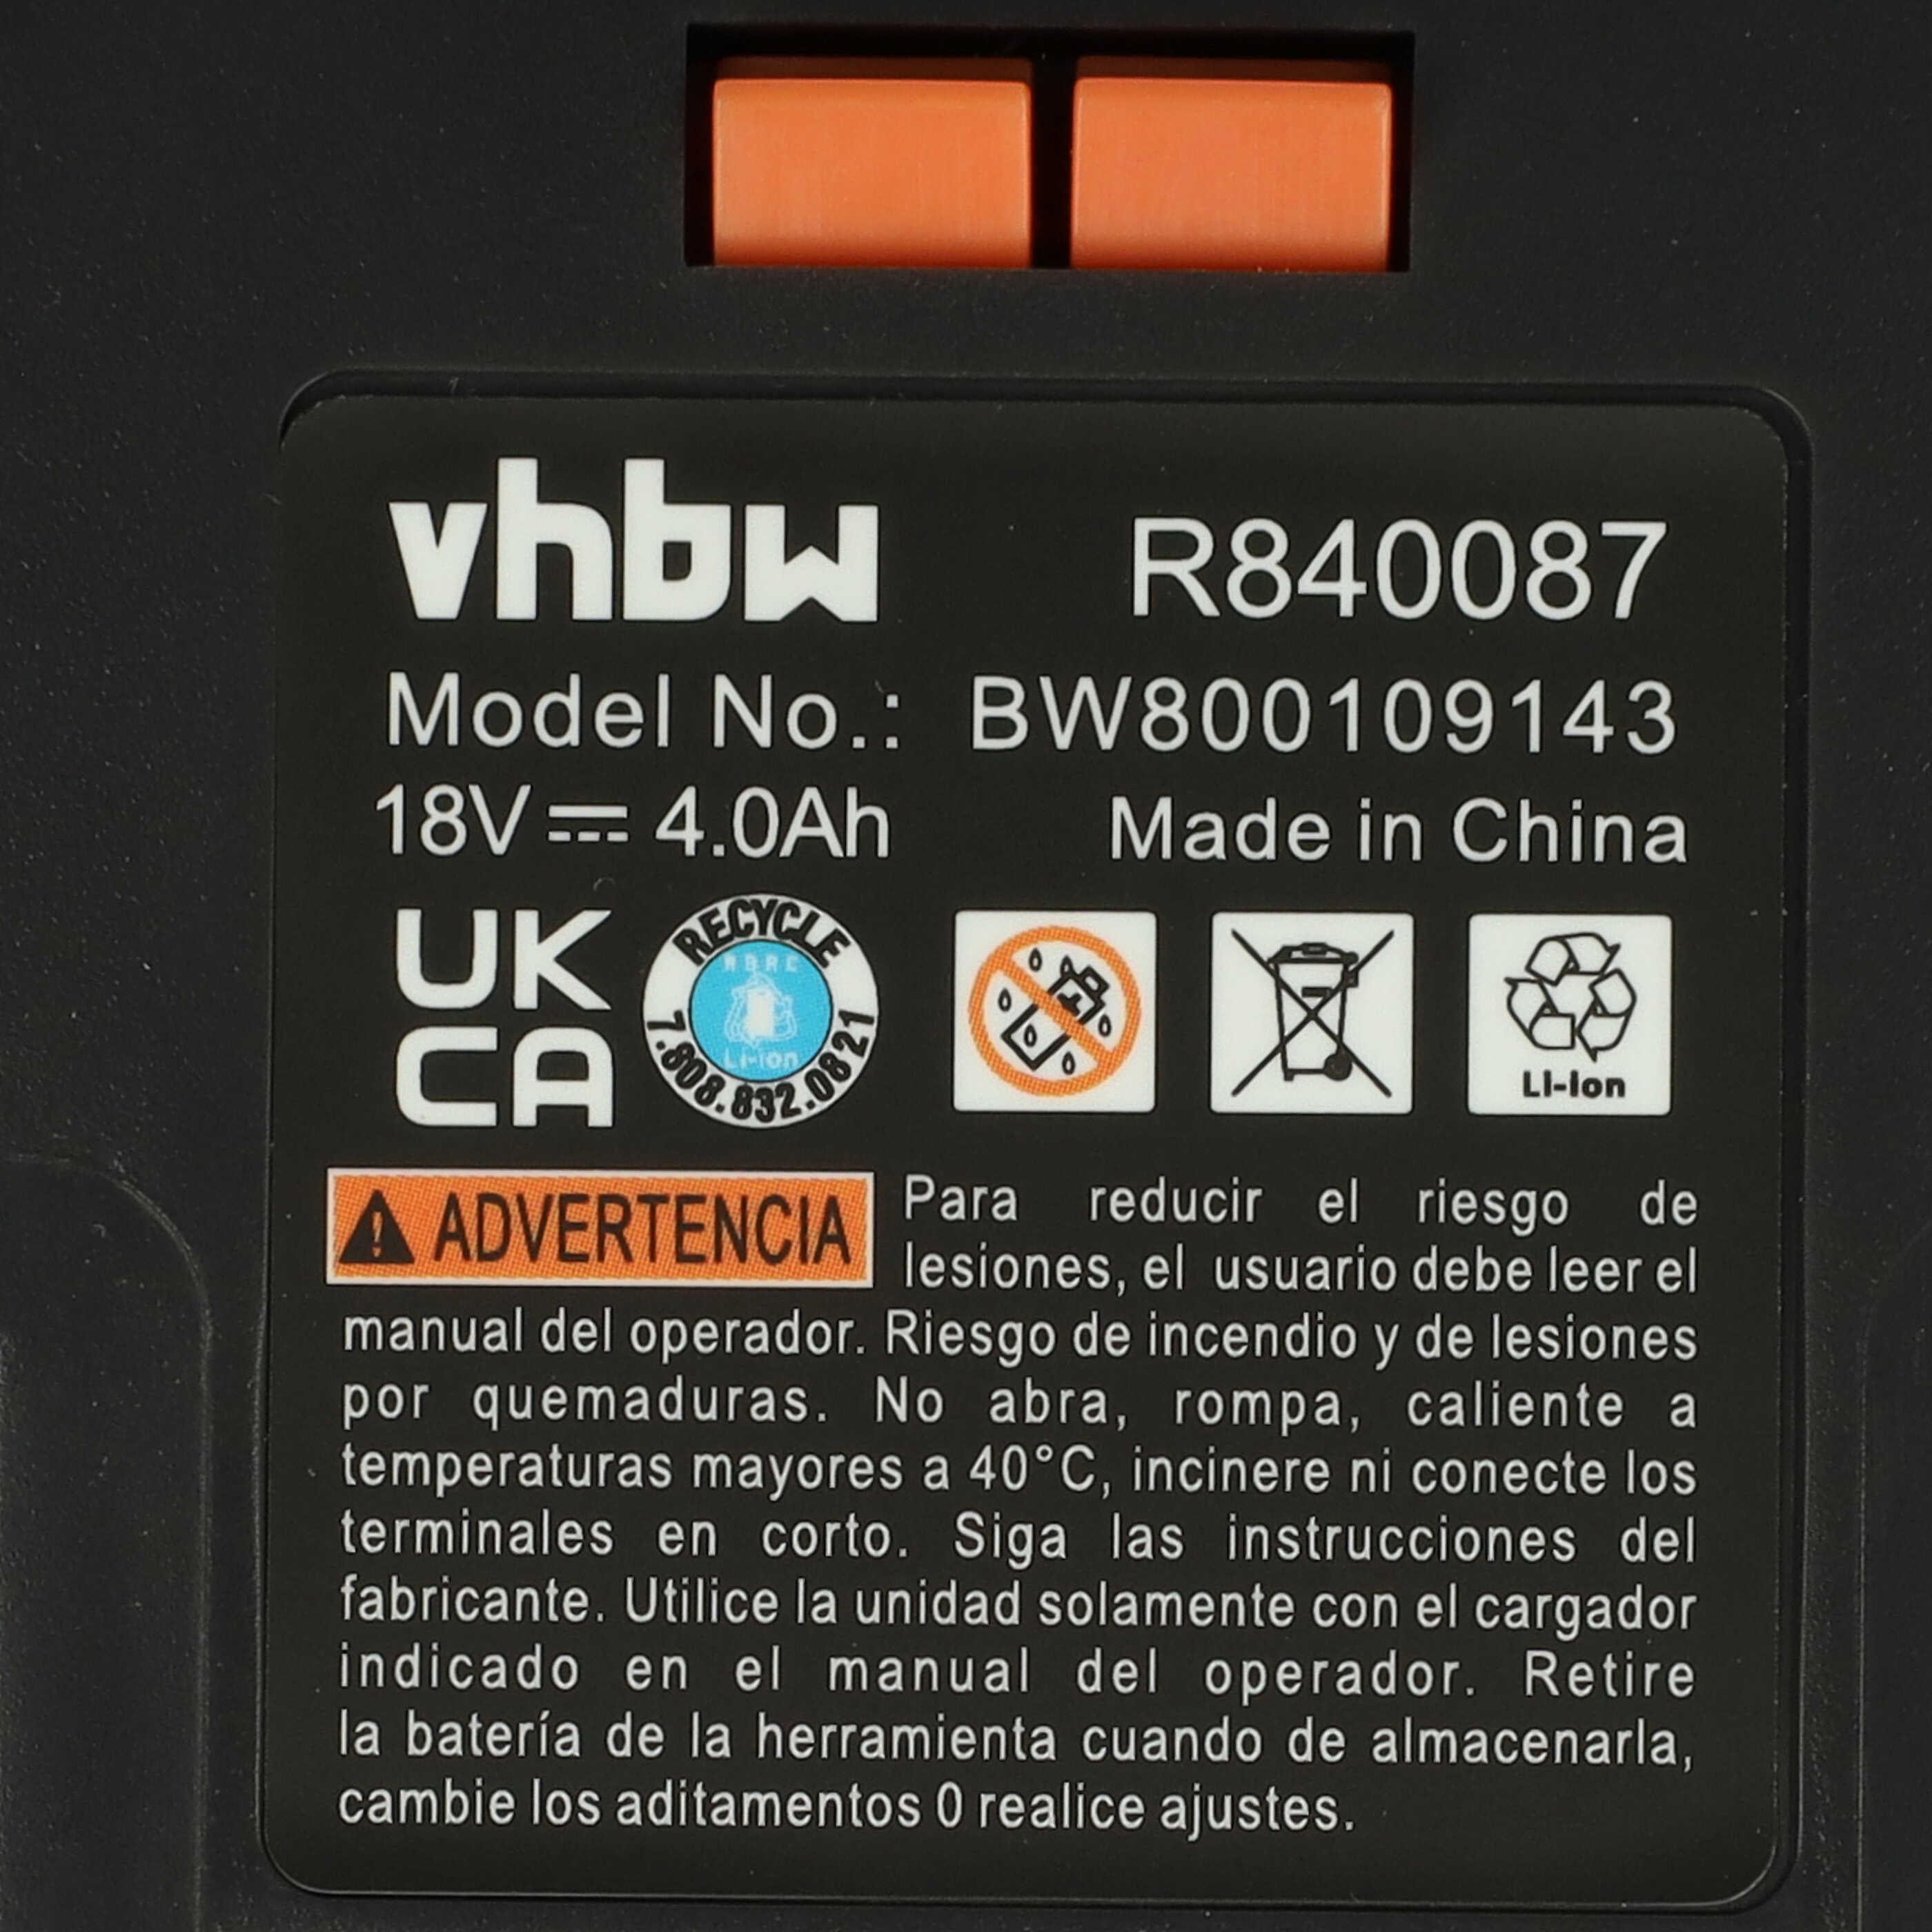 vhbw R840087
Model No.: BW800109143
18V 4.0Ah Made in China
UK
CA
RECYCLE
RBRC
Li-ion
7.808.832.0821
Li-Ion
ADVERTENCIA Para reducir el riesgo de
lesiones, el usuario debe leer el
manual del operador. Riesgo de incendio y de lesiones
por quemaduras. No abra, rompa, caliente a
temperaturas mayores a 40°C, incinere ni conecte los
terminales en corto. Siga las instrucciones del
fabricante. Utilice la unidad solamente con el cargador
indicado en el manual del operador. Retire
la batería de la herramienta cuando de almacenarla,
cambie los aditamentos 0 realice ajustes.